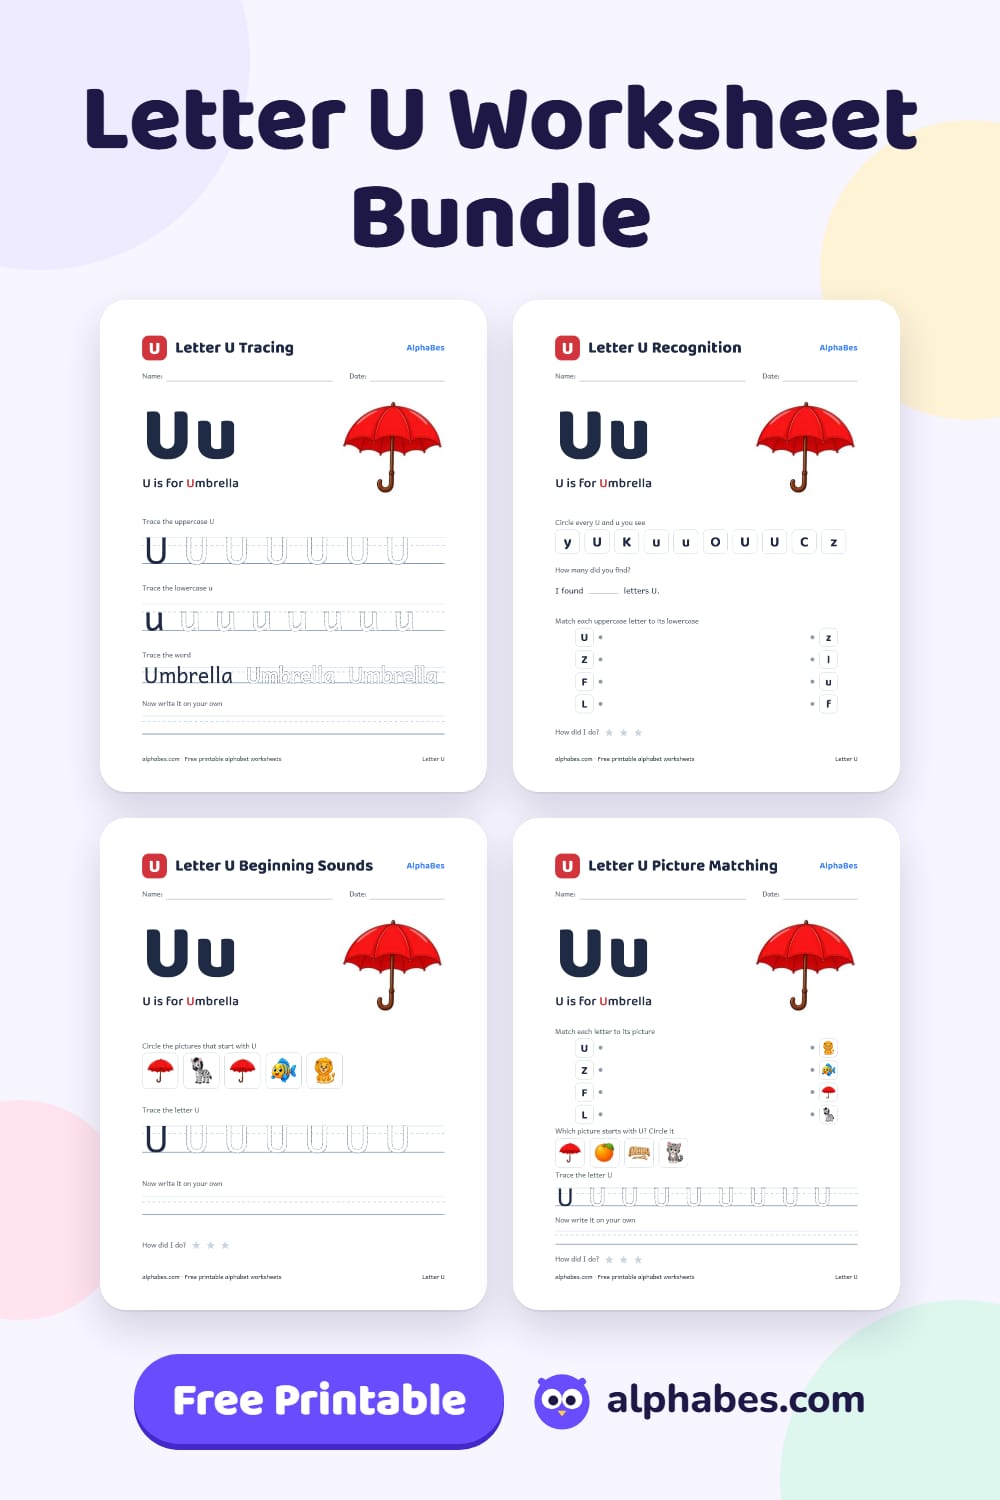 Letter U Worksheet
Bundle
U Letter U Tracing AlphaBes
Name: Date:
Uu
U is for Umbrella
Trace the uppercase U
U U U U U U U
Trace the lowercase u
u u u u u u u u
Trace the word
Umbrella Umbrella Umbrella
Now write it on your own
alphabes.com Free printable alphabet worksheets Letter U
U Letter U Recognition AlphaBes
Name: Date:
Uu
U is for Umbrella
Circle every U and u you see
y U K u u O U U C z
How many did you find?
I found letters U.
Match each uppercase letter to its lowercase
U z
Z l
F u
L F
How did I do?
alphabes.com Free printable alphabet worksheets Letter U
U Letter U Beginning Sounds AlphaBes
Name: Date:
Uu
U is for Umbrella
Circle the pictures that start with U
Trace the letter U
U U U U U U U
Now write it on your own
How did I do?
alphabes.com Free printable alphabet worksheets Letter U
U Letter U Picture Matching AlphaBes
Name: Date:
Uu
U is for Umbrella
Match each letter to its picture
U
Z
F
L
Which picture starts with U? Circle it
Trace the letter U
U U U U U U U U U
Now write it on your own
How did I do?
alphabes.com Free printable alphabet worksheets Letter U
Free Printable
alphabes.com